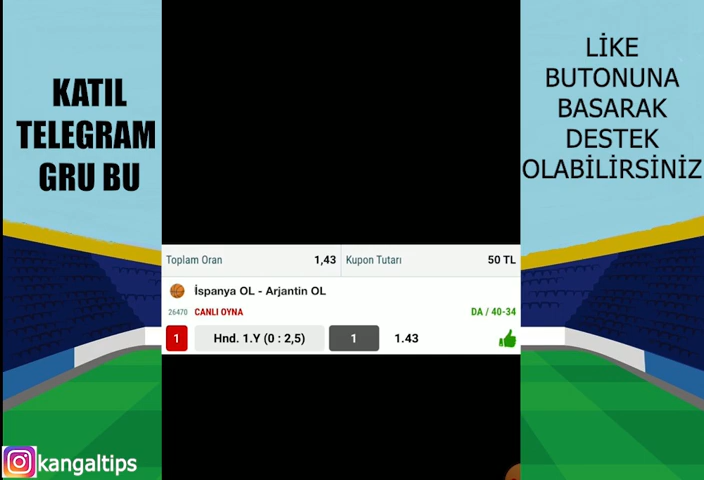 KATIL
TELEGRAM
GRU BU
LİKE
BUTONUNA
BASARAK
DESTEK
OLABİLİRSİNİZ
Toplam Oran 1,43 Kupon Tutarı 50 TL
İspanya OL - Arjantin OL
26470 CANLI OYNA DA / 40-34
1 Hnd. 1.Y (0 : 2,5) 1 1.43
kangaltips